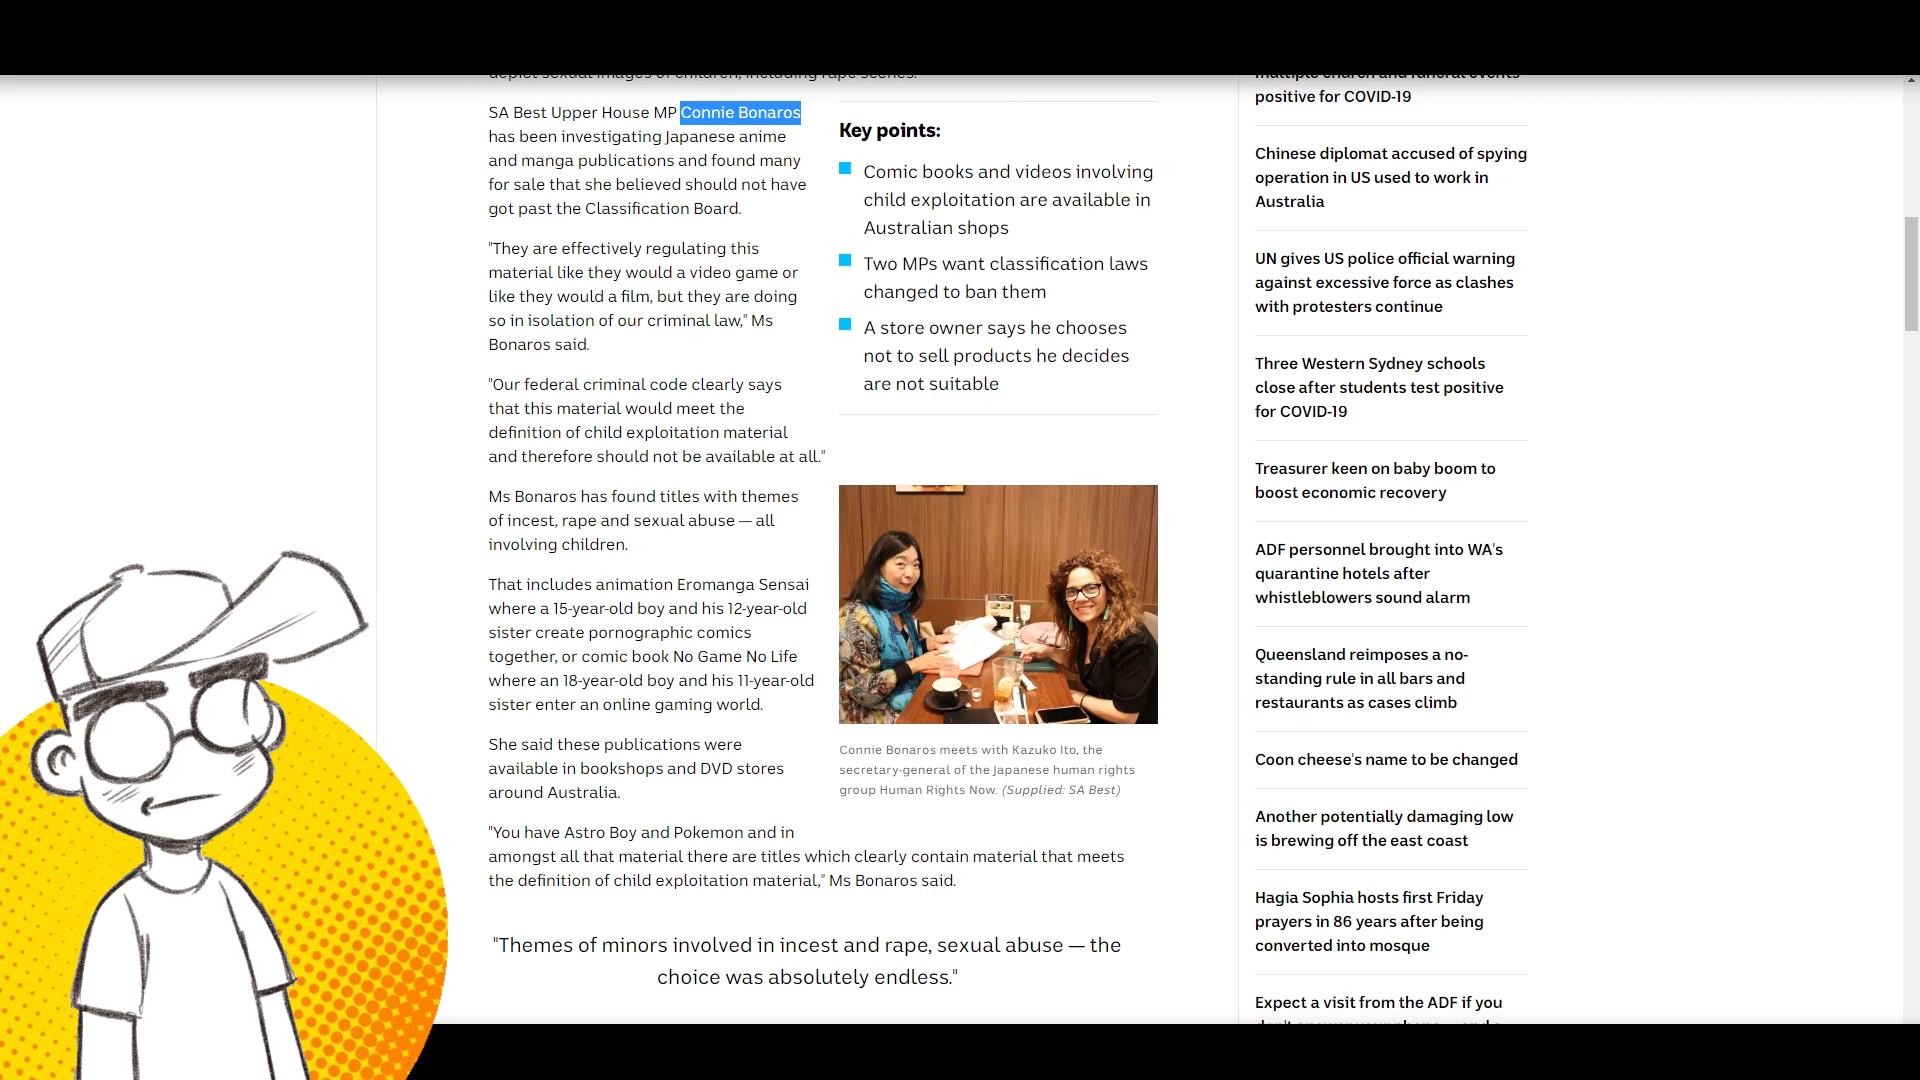 depict sexual images of children, including rape scenes.
SA Best Upper House MP Connie Bonaros
has been investigating Japanese anime
and manga publications and found many
for sale that she believed should not have
got past the Classification Board.
"They are effectively regulating this
material like they would a video game or
like they would a film, but they are doing
so in isolation of our criminal law," Ms
Bonaros said.
"Our federal criminal code clearly says
that this material would meet the
definition of child exploitation material
and therefore should not be available at all."
Ms Bonaros has found titles with themes
of incest, rape and sexual abuse — all
involving children.
That includes animation Eromanga Sensai
where a 15-year-old boy and his 12-year-old
sister create pornographic comics
together, or comic book No Game No Life
where an 18-year-old boy and his 11-year-old
sister enter an online gaming world.
She said these publications were
available in bookshops and DVD stores
around Australia.
"You have Astro Boy and Pokemon and in
amongst all that material there are titles which clearly contain material that meets
the definition of child exploitation material," Ms Bonaros said.
"Themes of minors involved in incest and rape, sexual abuse — the
choice was absolutely endless."
Key points:
Comic books and videos involving
child exploitation are available in
Australian shops
Two MPs want classification laws
changed to ban them
A store owner says he chooses
not to sell products he decides
are not suitable
Connie Bonaros meets with Kazuko Ito, the
secretary-general of the Japanese human rights
group Human Rights Now. (Supplied: SA Best)
multiple church and funeral events
positive for COVID-19
Chinese diplomat accused of spying
operation in US used to work in
Australia
UN gives US police official warning
against excessive force as clashes
with protesters continue
Three Western Sydney schools
close after students test positive
for COVID-19
Treasurer keen on baby boom to
boost economic recovery
ADF personnel brought into WA's
quarantine hotels after
whistleblowers sound alarm
Queensland reimposes a no-
standing rule in all bars and
restaurants as cases climb
Coon cheese's name to be changed
Another potentially damaging low
is brewing off the east coast
Hagia Sophia hosts first Friday
prayers in 86 years after being
converted into mosque
Expect a visit from the ADF if you